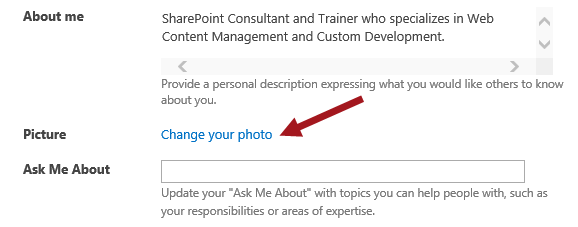 About me
SharePoint Consultant and Trainer who specializes in Web
Content Management and Custom Development.
Provide a personal description expressing what you would like others to know
about you.
Picture
Change your photo
Ask Me About
Update your "Ask Me About" with topics you can help people with, such as
your responsibilities or areas of expertise.